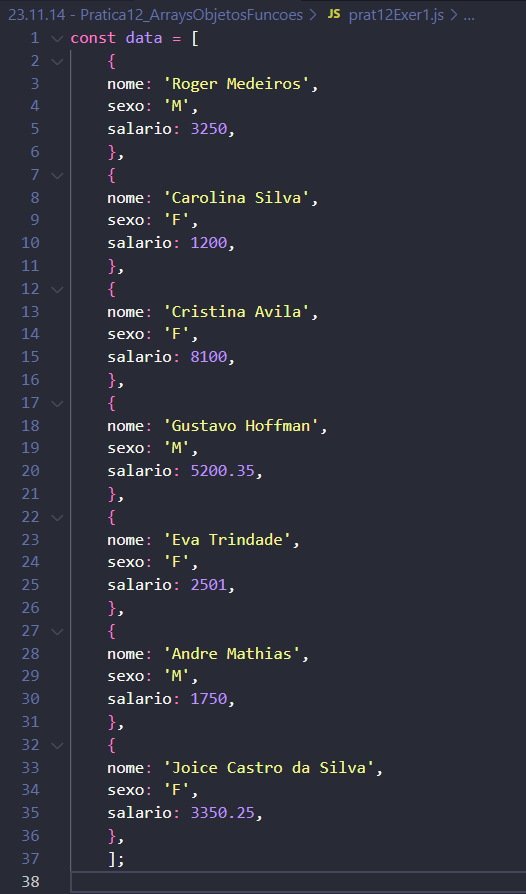 23.11.14 - Pratica12_ArraysObjetosFuncoes > JS prat12Exer1.js > ...
1 const data = [
2 {
3 nome: 'Roger Medeiros',
4 sexo: 'M',
5 salario: 3250,
6 },
7 {
8 nome: 'Carolina Silva',
9 sexo: 'F',
10 salario: 1200,
11 },
12 {
13 nome: 'Cristina Avila',
14 sexo: 'F',
15 salario: 8100,
16 },
17 {
18 nome: 'Gustavo Hoffman',
19 sexo: 'M',
20 salario: 5200.35,
21 },
22 {
23 nome: 'Eva Trindade',
24 sexo: 'F',
25 salario: 2501,
26 },
27 {
28 nome: 'Andre Mathias',
29 sexo: 'M',
30 salario: 1750,
31 },
32 {
33 nome: 'Joice Castro da Silva',
34 sexo: 'F',
35 salario: 3350.25,
36 },
37 ];
38